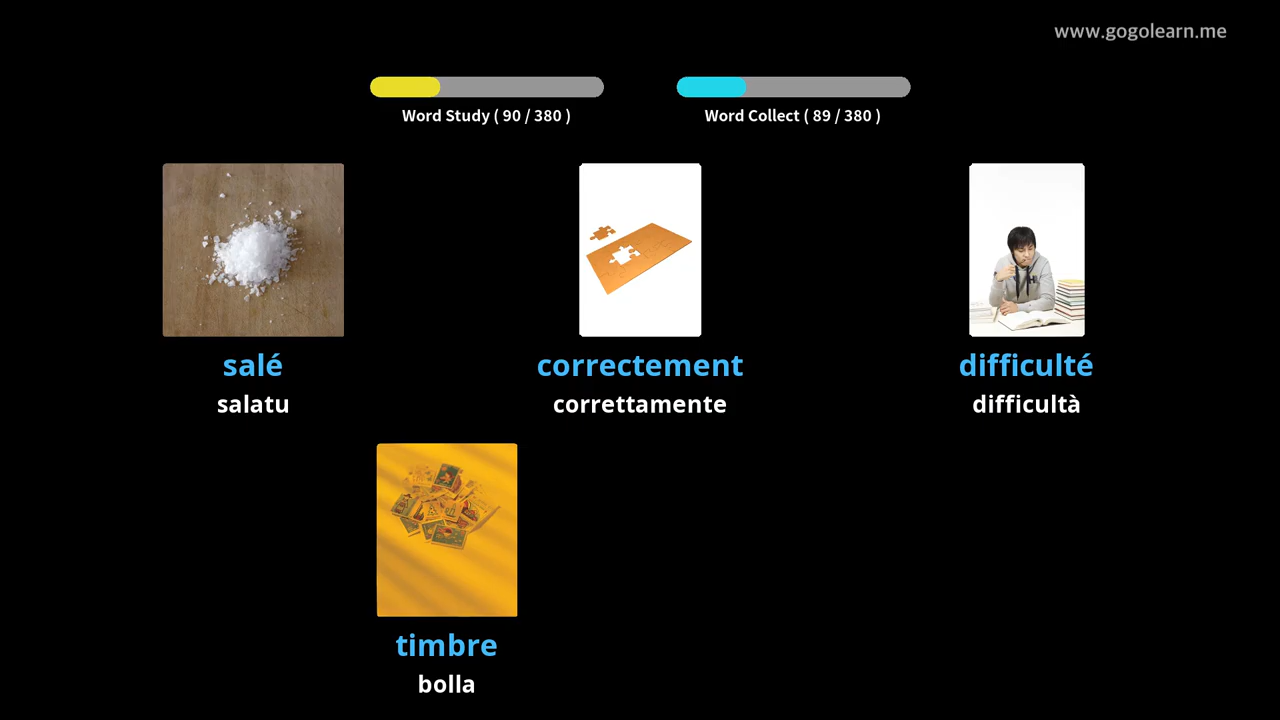 www.gogolearn.me
Word Study ( 90 / 380 )
Word Collect ( 89 / 380 )
salé
salatu
correctement
correttamente
difficulté
difficultà
timbre
bolla